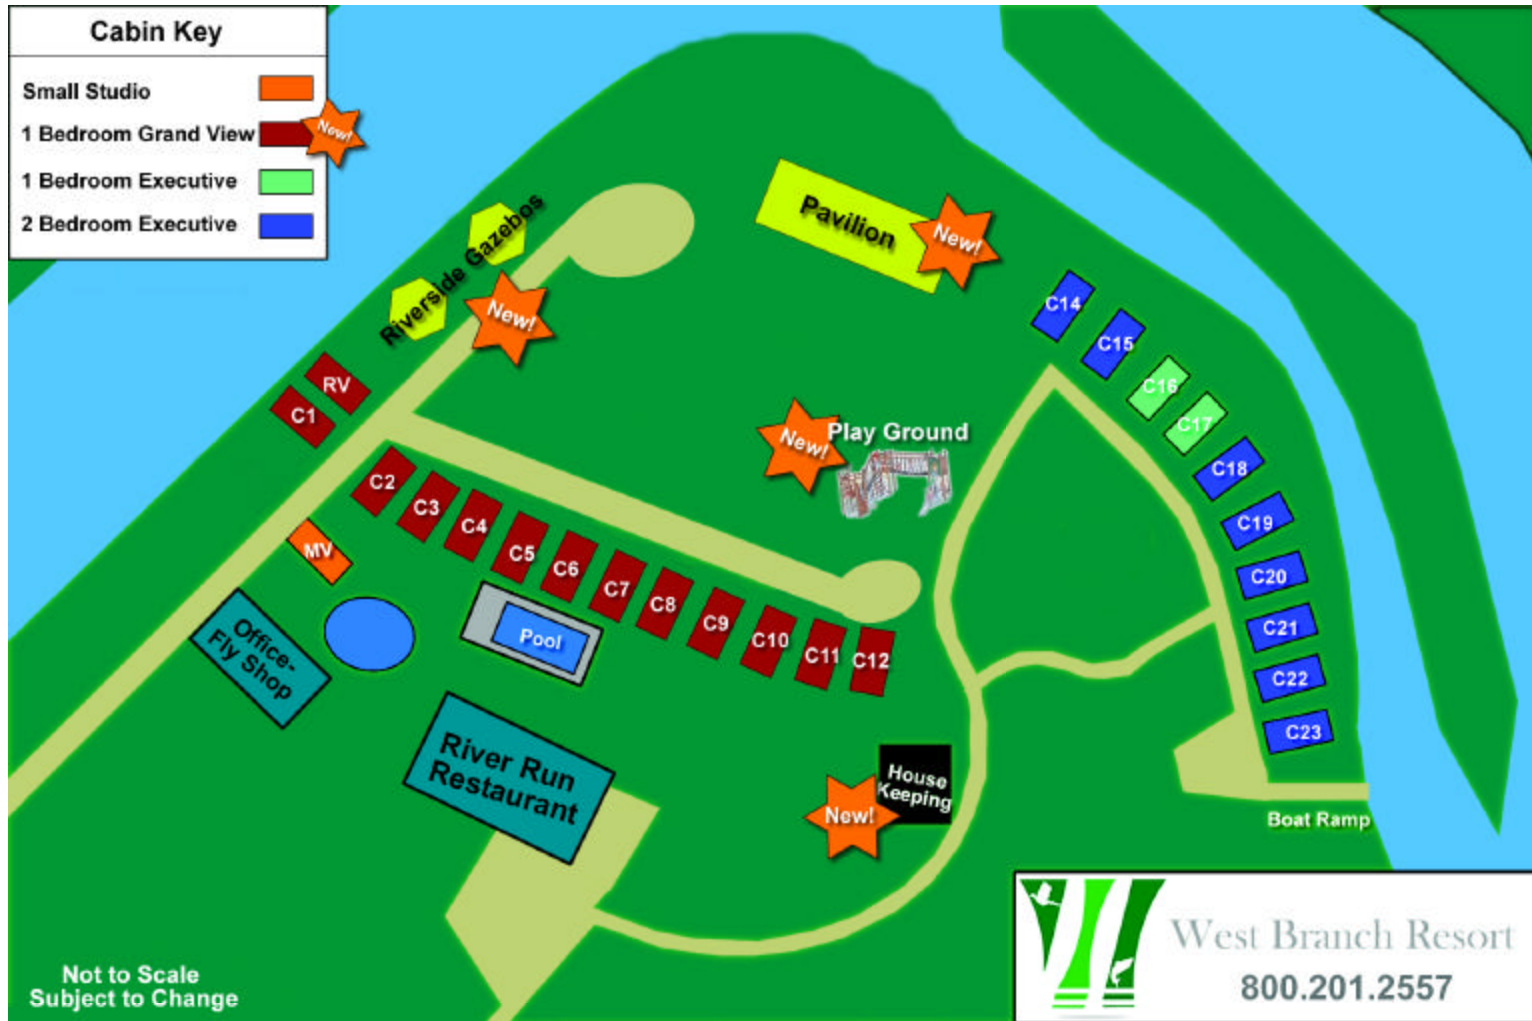 Cabin Key
Small Studio
1 Bedroom Grand View
New!
1 Bedroom Executive
2 Bedroom Executive
Riverside Gazebos
New!
Pavilion
New!
RV
C1
C14
C15
C16
C17
C18
C19
C20
C21
C22
C23
New!
Play Ground
C2
C3
C4
C5
C6
C7
C8
C9
C10
C11
C12
MV
Office-
Fly Shop
Pool
River Run
Restaurant
House
Keeping
New!
Boat Ramp
Not to Scale
Subject to Change
West Branch Resort
800.201.2557